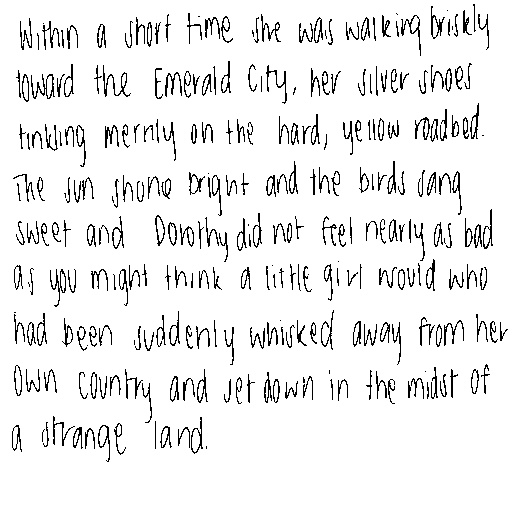 Within a short time she was walking briskly
toward the Emerald City, her silver shoes
tinkling merrily on the hard, yellow roadbed.
The sun shone bright and the birds sang
sweet and Dorothy did not feel nearly as bad
as you might think a little girl would who
had been suddenly whisked away from her
own country and set down in the midst of
a strange land.